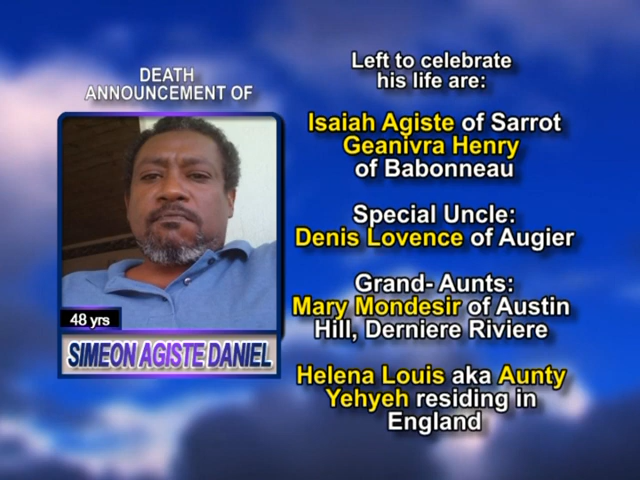 DEATH
ANNOUNCEMENT OF
48 yrs
SIMEON AGISTE DANIEL
Left to celebrate
his life are:
Isaiah Agiste of Sarrot
Geanivra Henry
of Babonneau
Special Uncle:
Denis Lovence of Augier
Grand- Aunts:
Mary Mondesir of Austin
Hill, Derniere Riviere
Helena Louis aka Aunty
Yehyeh residing in
England